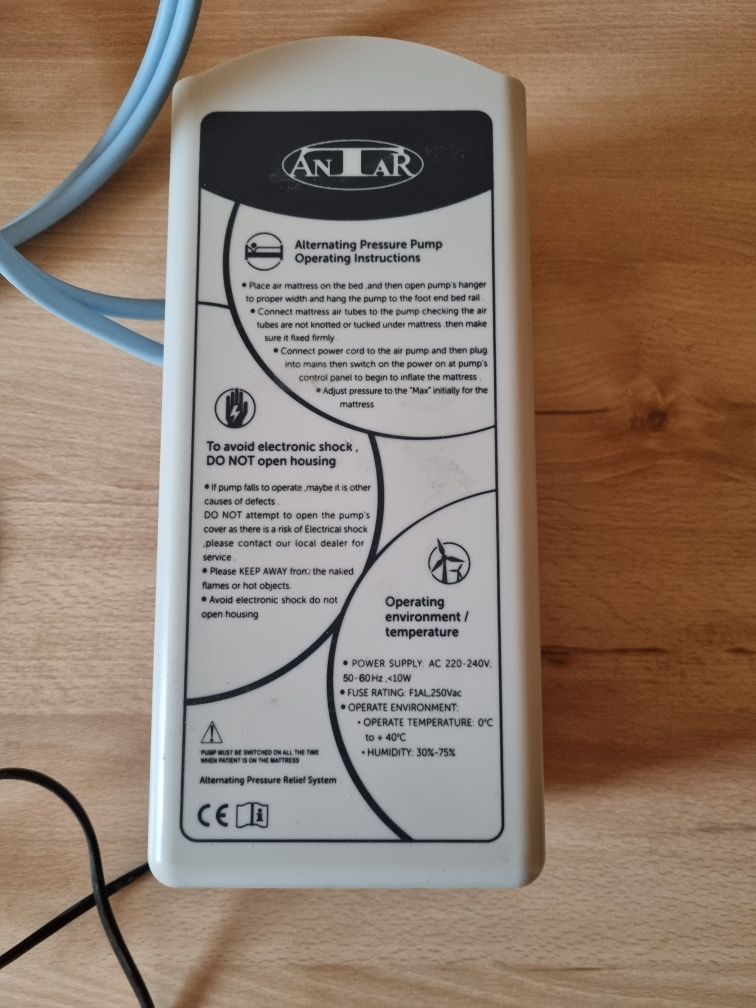 ANTAR
Alternating Pressure Pump
Operating Instructions
• Place air mattress on the bed ,and then open pump's hanger
to proper width and hang the pump to the foot end bed rail .
• Connect mattress air tubes to the pump checking the air
tubes are not knotted or tucked under mattress .then make
sure it fixed firmly .
• Connect power cord to the air pump and then plug
into mains then switch on the power on at pump's
control panel to begin to inflate the mattress .
• Adjust pressure to the "Max" initially for the
mattress
To avoid electronic shock ,
DO NOT open housing
• If pump falls to operate ,maybe it is other
causes of defects .
DO NOT attempt to open the pump's
cover as there is a risk of Electrical shock
,please contact our local dealer for
service .
• Please KEEP AWAY from: the naked
flames or hot objects.
• Avoid electronic shock do not
open housing
Operating
environment /
temperature
• POWER SUPPLY: AC 220-240V;
50-60Hz ,<10W
• FUSE RATING: F1AL,250Vac
• OPERATE ENVIRONMENT:
• OPERATE TEMPERATURE: 0°C
to + 40°C
• HUMIDITY: 30%-75%
PUMP MUST BE SWITCHED ON ALL THE TIME
WHEN PATIENT IS ON THE MATTRESS
Alternating Pressure Relief System
CE i